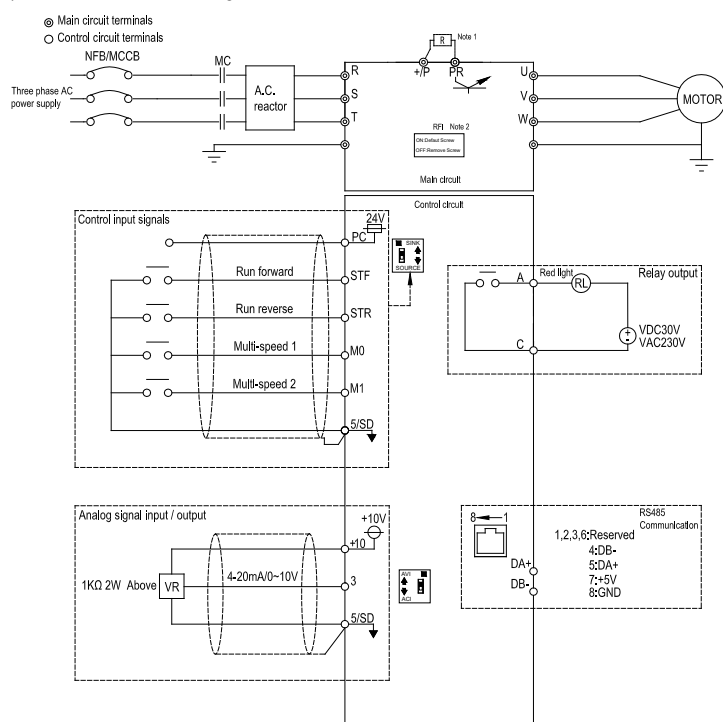 Main circuit terminals
Control circuit terminals
NFB/MCCB
MC
Three phase AC
power supply
A.C.
reactor
R
S
T
R
Note 1
+/P
PR
U
V
W
MOTOR
RFI Note 2
ON:Defaut Screw
OFF:Remove Screw
Main circuit
Control circuit
Control input signals
24V
PC
SINK
SOURCE
Run forward
STF
Run reverse
STR
Multi-speed 1
M0
Multi-speed 2
M1
5/SD
A
Red light
RL
Relay output
VDC30V
VAC230V
C
Analog signal input / output
+10V
+10
1KΩ 2W Above
VR
4-20mA/0~10V
3
AVI
ACI
5/SD
8
1
RS485
Communication
1,2,3,6:Reserved
4:DB-
5:DA+
7:+5V
8:GND
DA+
DB-